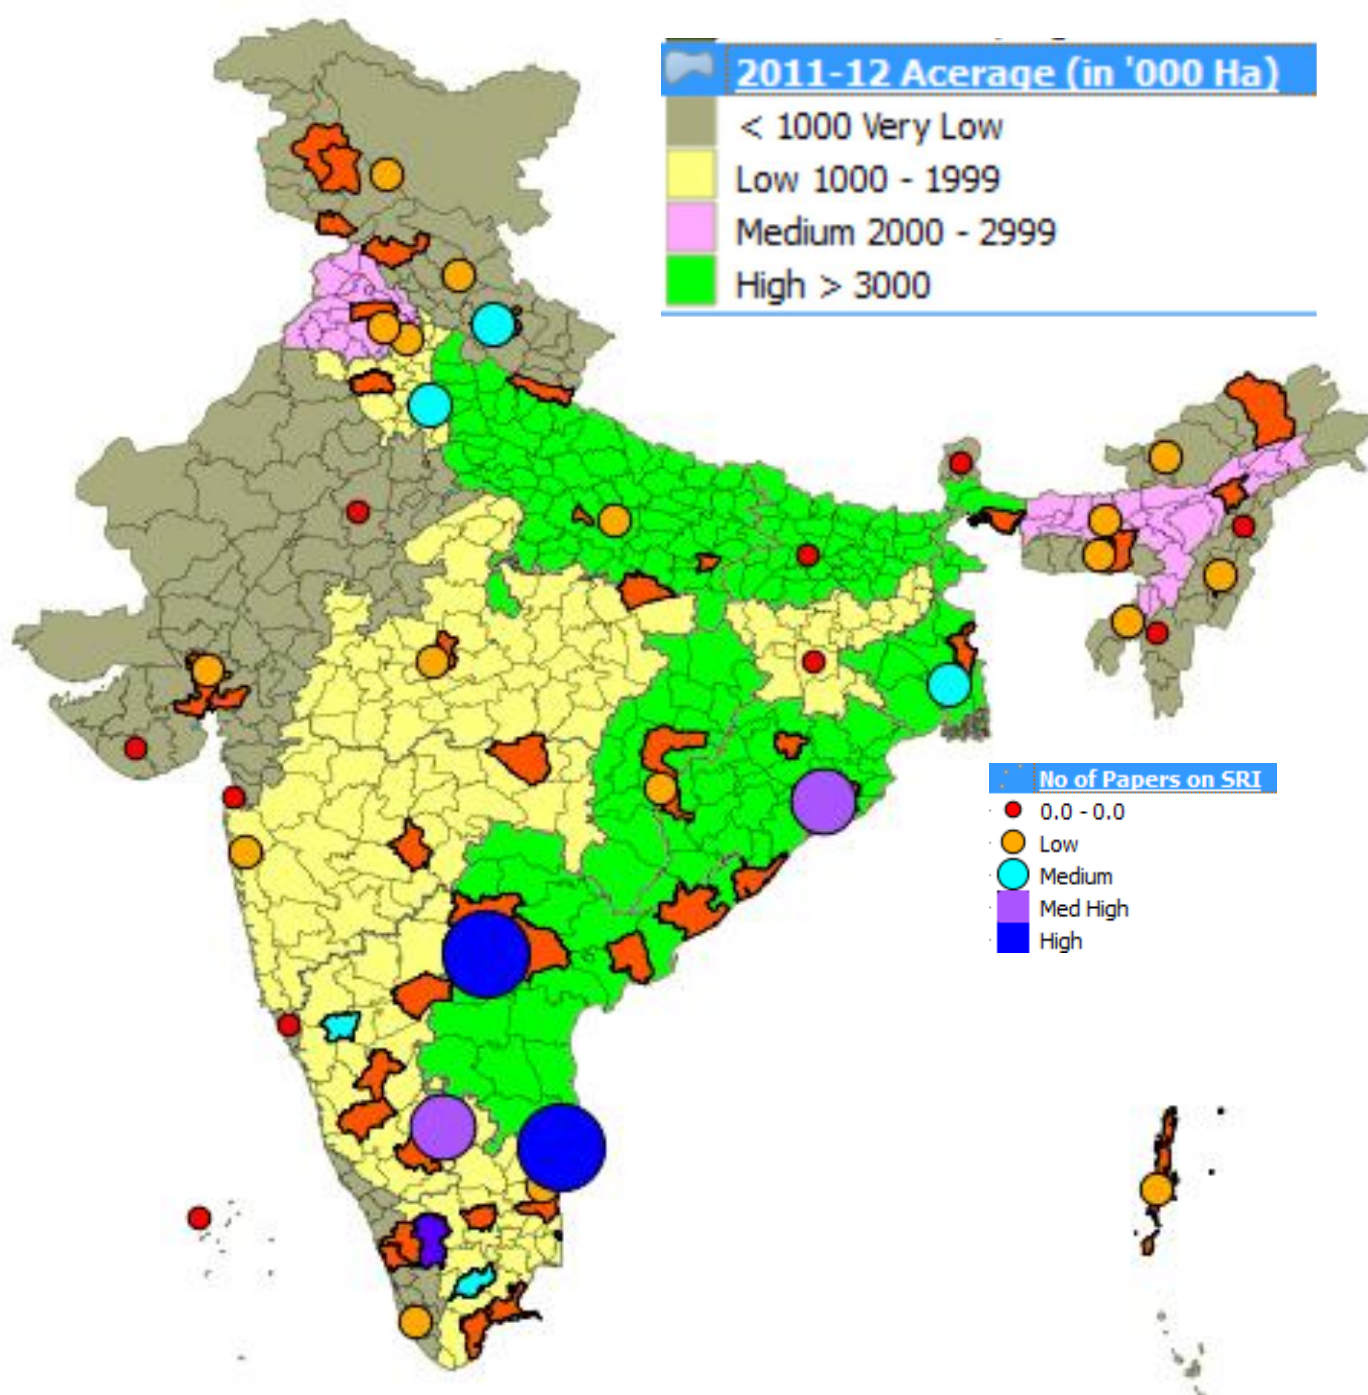 2011-12 Acerage (in '000 Ha)
< 1000 Very Low
Low 1000 - 1999
Medium 2000 - 2999
High > 3000
No of Papers on SRI
0.0 - 0.0
Low
Medium
Med High
High